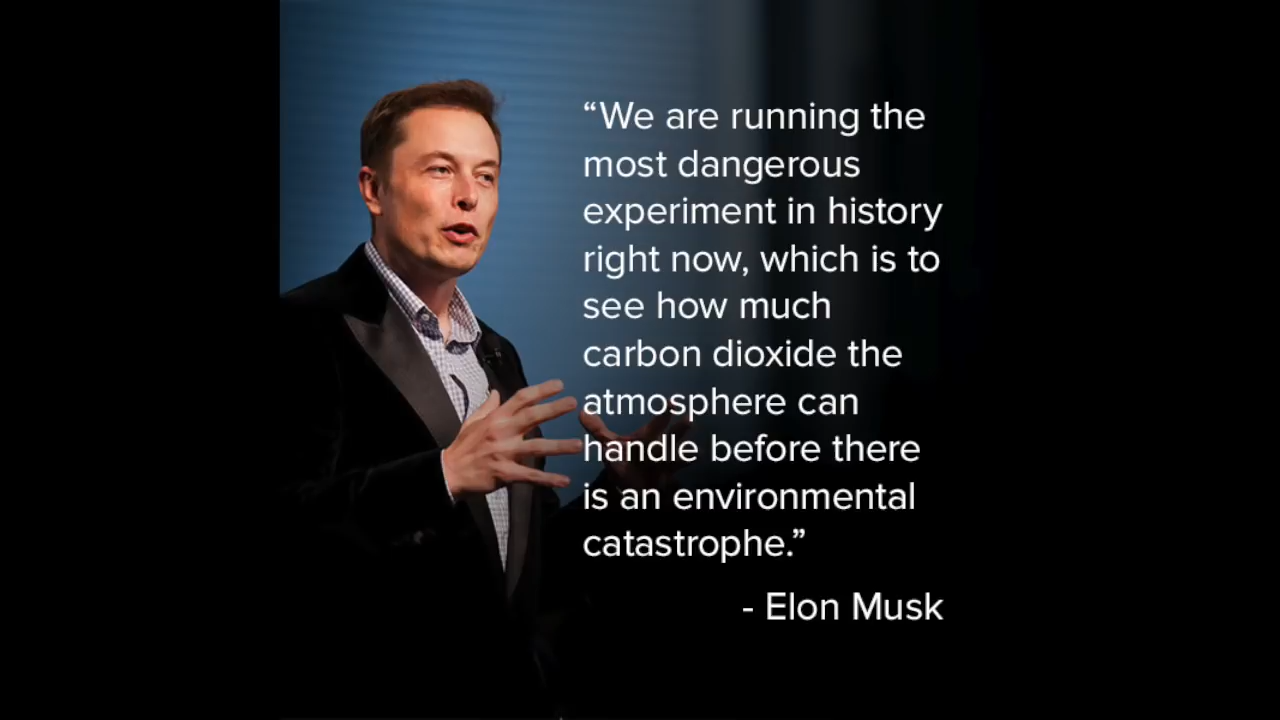 “We are running the
most dangerous
experiment in history
right now, which is to
see how much
carbon dioxide the
atmosphere can
handle before there
is an environmental
catastrophe.”
- Elon Musk